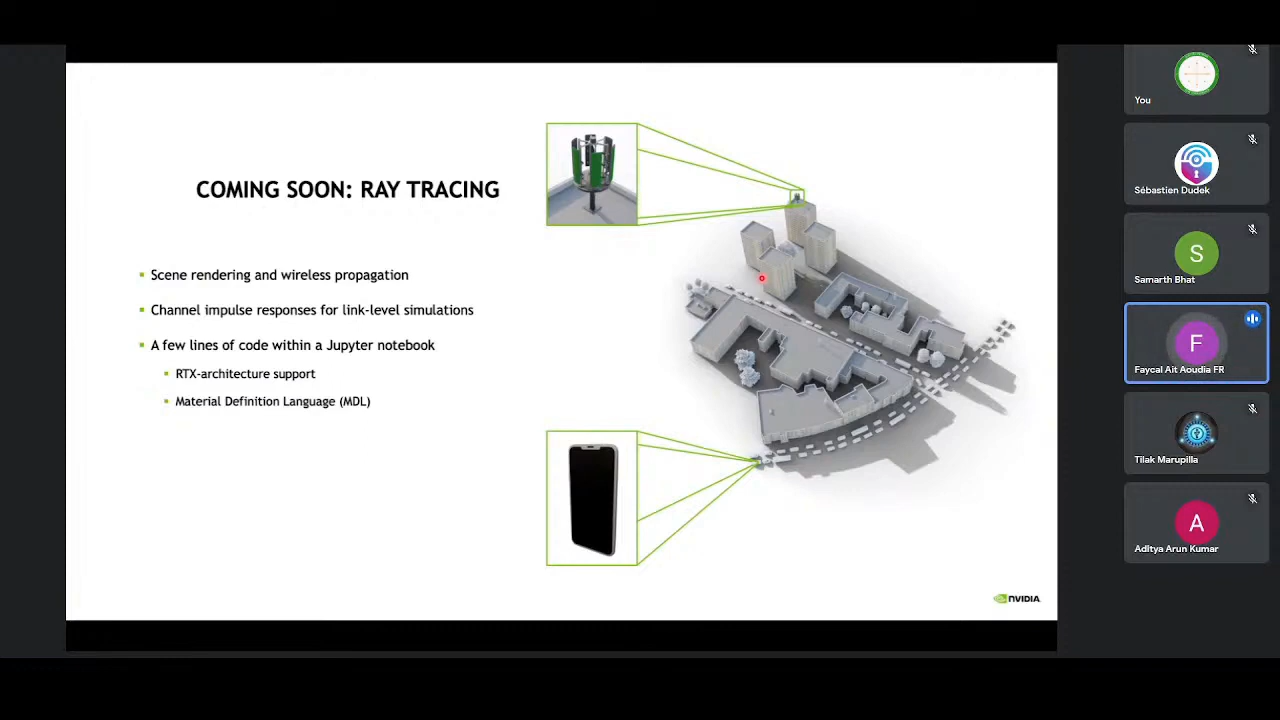 COMING SOON: RAY TRACING
Scene rendering and wireless propagation
Channel impulse responses for link-level simulations
A few lines of code within a Jupyter notebook
RTX-architecture support
Material Definition Language (MDL)
NVIDIA
You
Sébastien Dudek
S
Samarth Bhat
F
Faycal Ait Aoudia FR
Tilak Marupilla
A
Aditya Arun Kumar